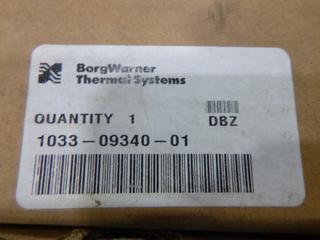 BorgWarner
Thermal Systems
QUANTITY 1 DBZ
1033-09340-01